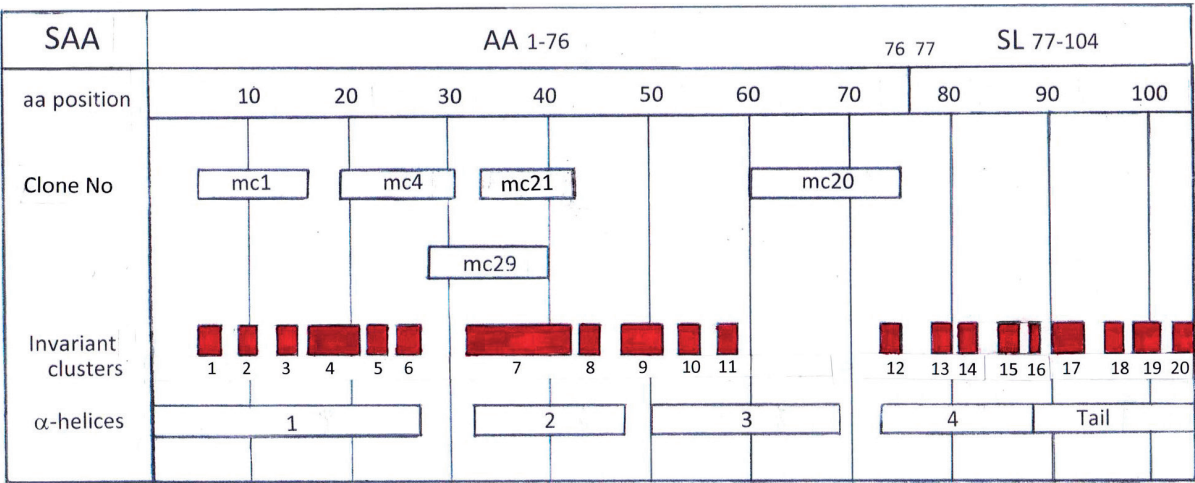 SAA AA 1-76 76 77 SL 77-104
aa position 10 20 30 40 50 60 70 80 90 100
Clone No mc1 mc4 mc21 mc20
mc29
Invariant
clusters 1 2 3 4 5 6 7 8 9 10 11 12 13 14 15 16 17 18 19 20
α-helices 1 2 3 4 Tail